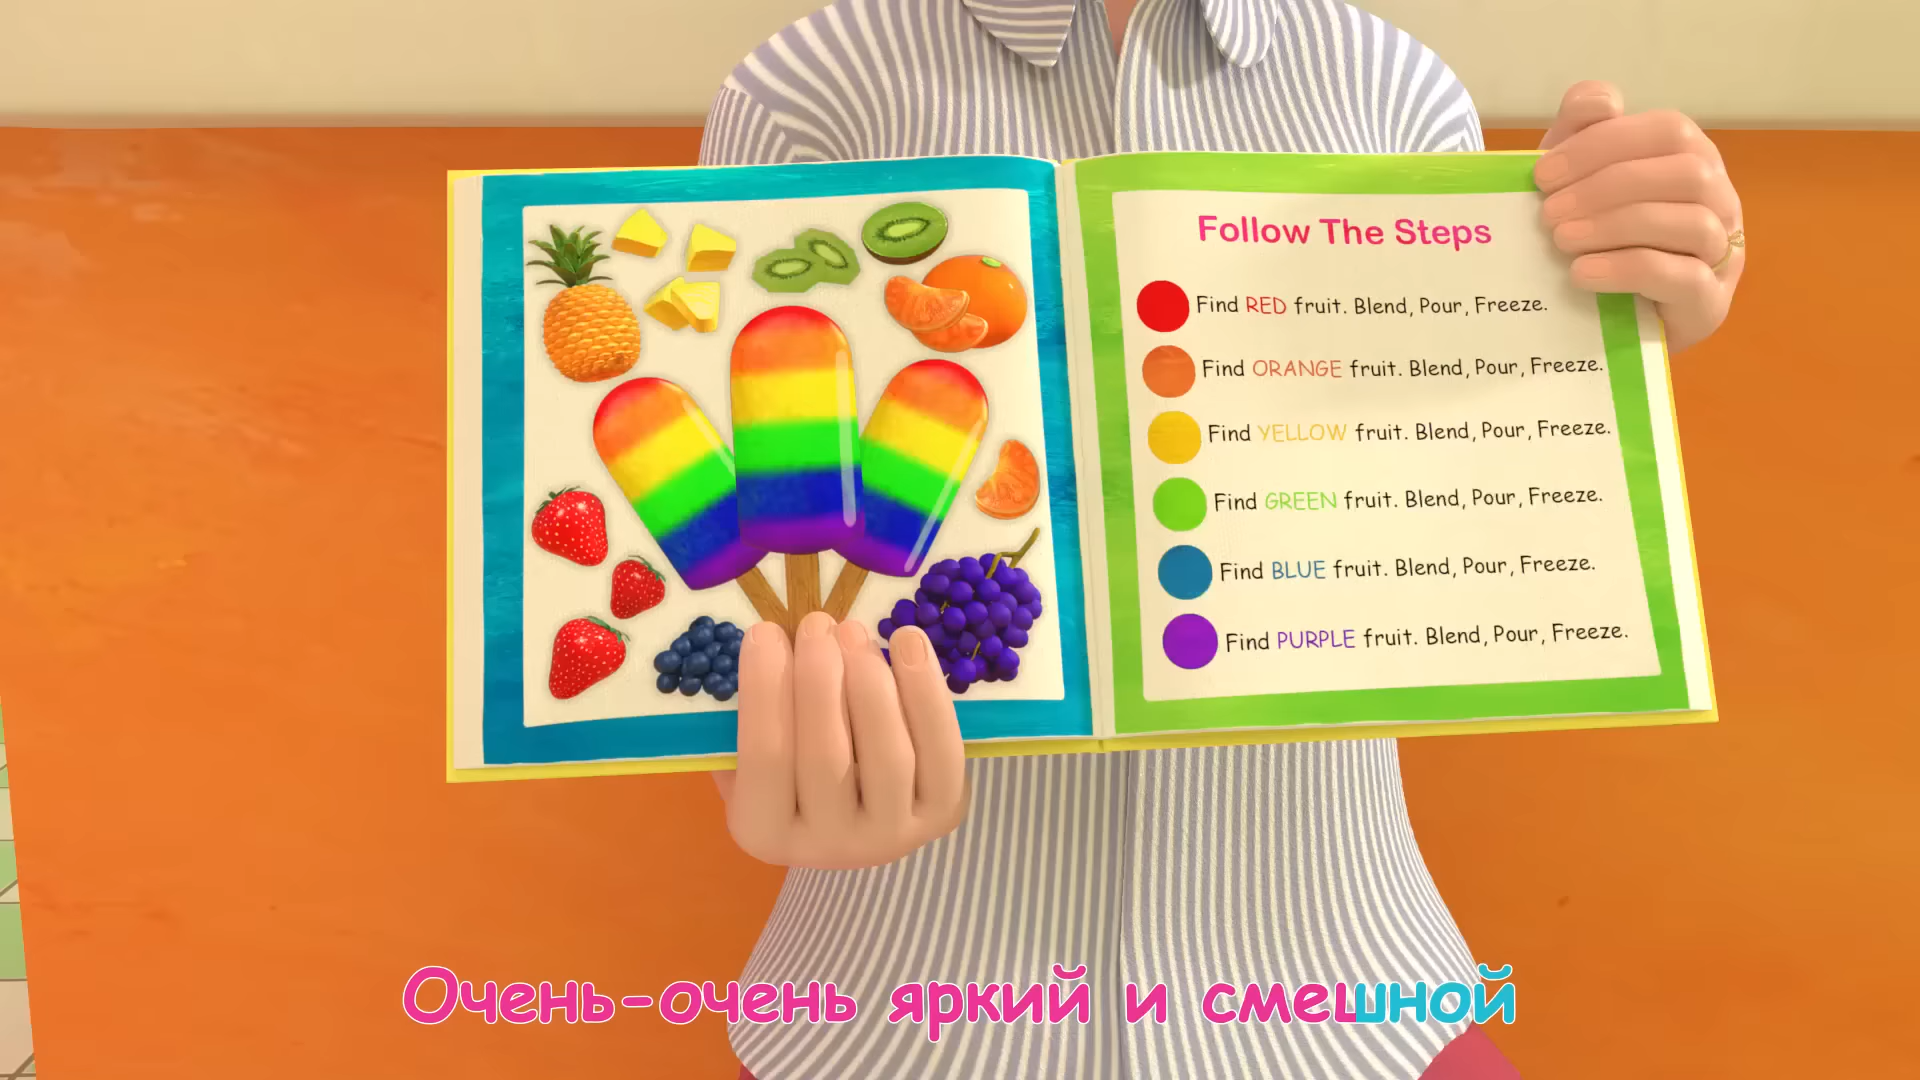 Follow The Steps
Find RED fruit. Blend, Pour, Freeze.
Find ORANGE fruit. Blend, Pour, Freeze.
Find YELLOW fruit. Blend, Pour, Freeze.
Find GREEN fruit. Blend, Pour, Freeze.
Find BLUE fruit. Blend, Pour, Freeze.
Find PURPLE fruit. Blend, Pour, Freeze.
Очень-очень яркий и смешной